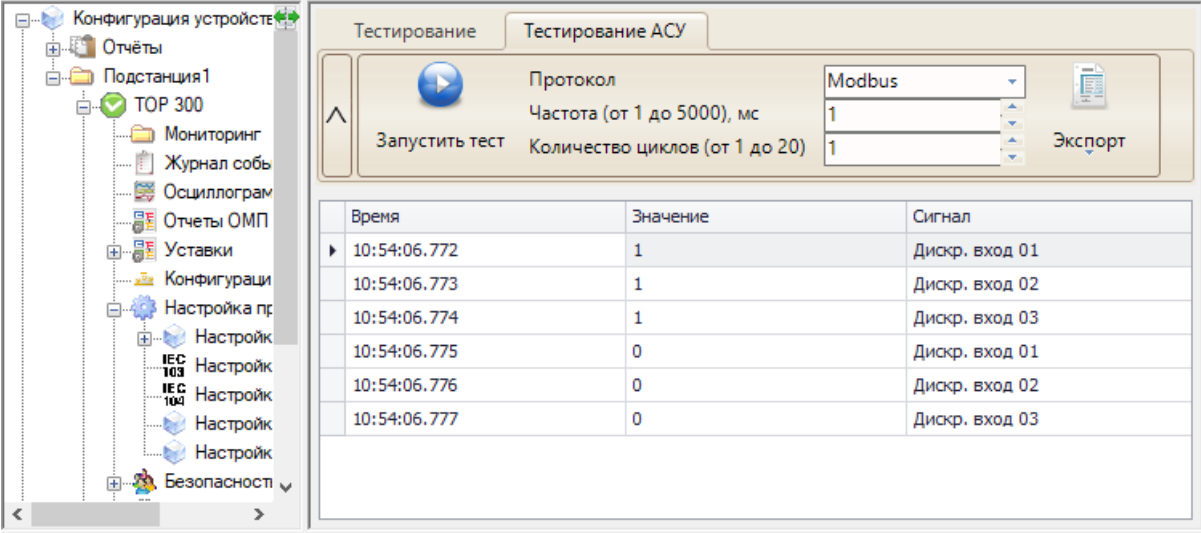 Конфигурация устройств
Отчёты
Подстанция1
ТОР 300
Мониторинг
Журнал собы
Осциллограм
Отчеты ОМП
Уставки
Конфигураци
Настройка пр
Настройк
IEC
103
Настройк
IEC
104
Настройк
Настройк
Настройк
Безопасност
Тестирование
Тестирование АСУ
Запустить тест
Протокол
Modbus
Частота (от 1 до 5000), мс
1
Количество циклов (от 1 до 20)
1
Экспорт
Время Значение Сигнал
10:54:06.772 1 Дискр. вход 01
10:54:06.773 1 Дискр. вход 02
10:54:06.774 1 Дискр. вход 03
10:54:06.775 0 Дискр. вход 01
10:54:06.776 0 Дискр. вход 02
10:54:06.777 0 Дискр. вход 03